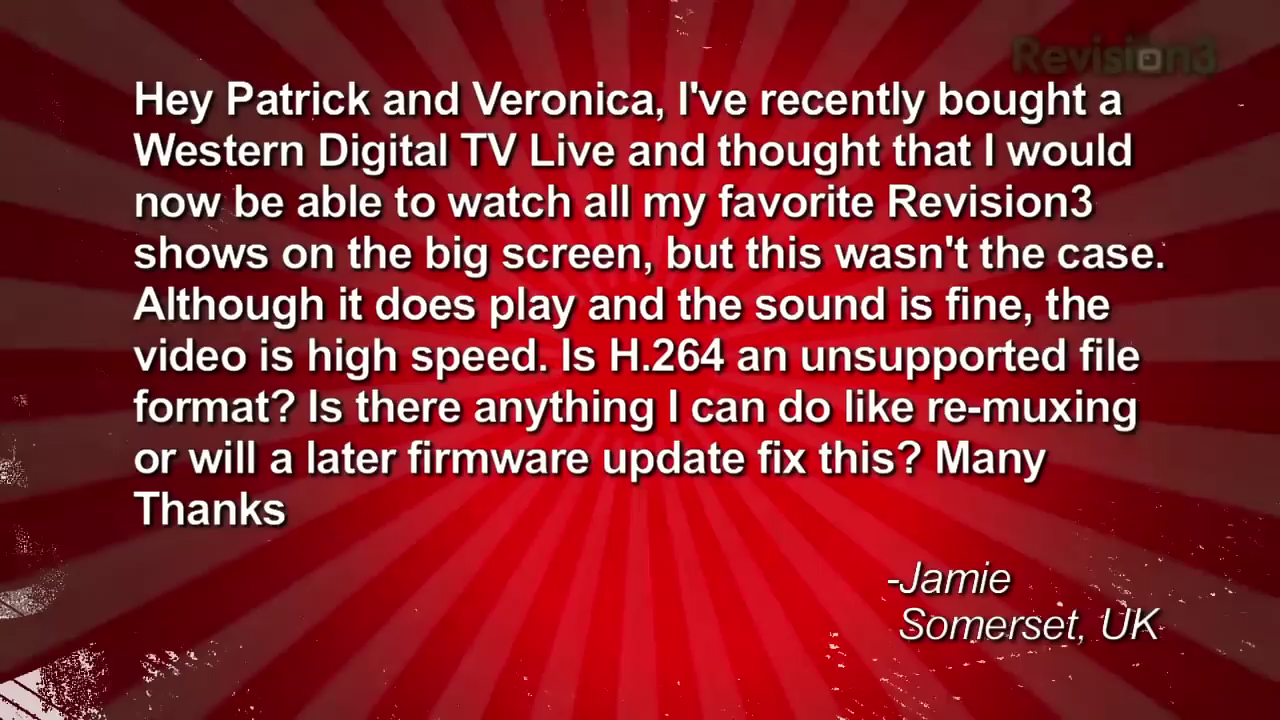 Revision3
Hey Patrick and Veronica, I've recently bought a
Western Digital TV Live and thought that I would
now be able to watch all my favorite Revision3
shows on the big screen, but this wasn't the case.
Although it does play and the sound is fine, the
video is high speed. Is H.264 an unsupported file
format? Is there anything I can do like re-muxing
or will a later firmware update fix this? Many
Thanks
-Jamie
Somerset, UK